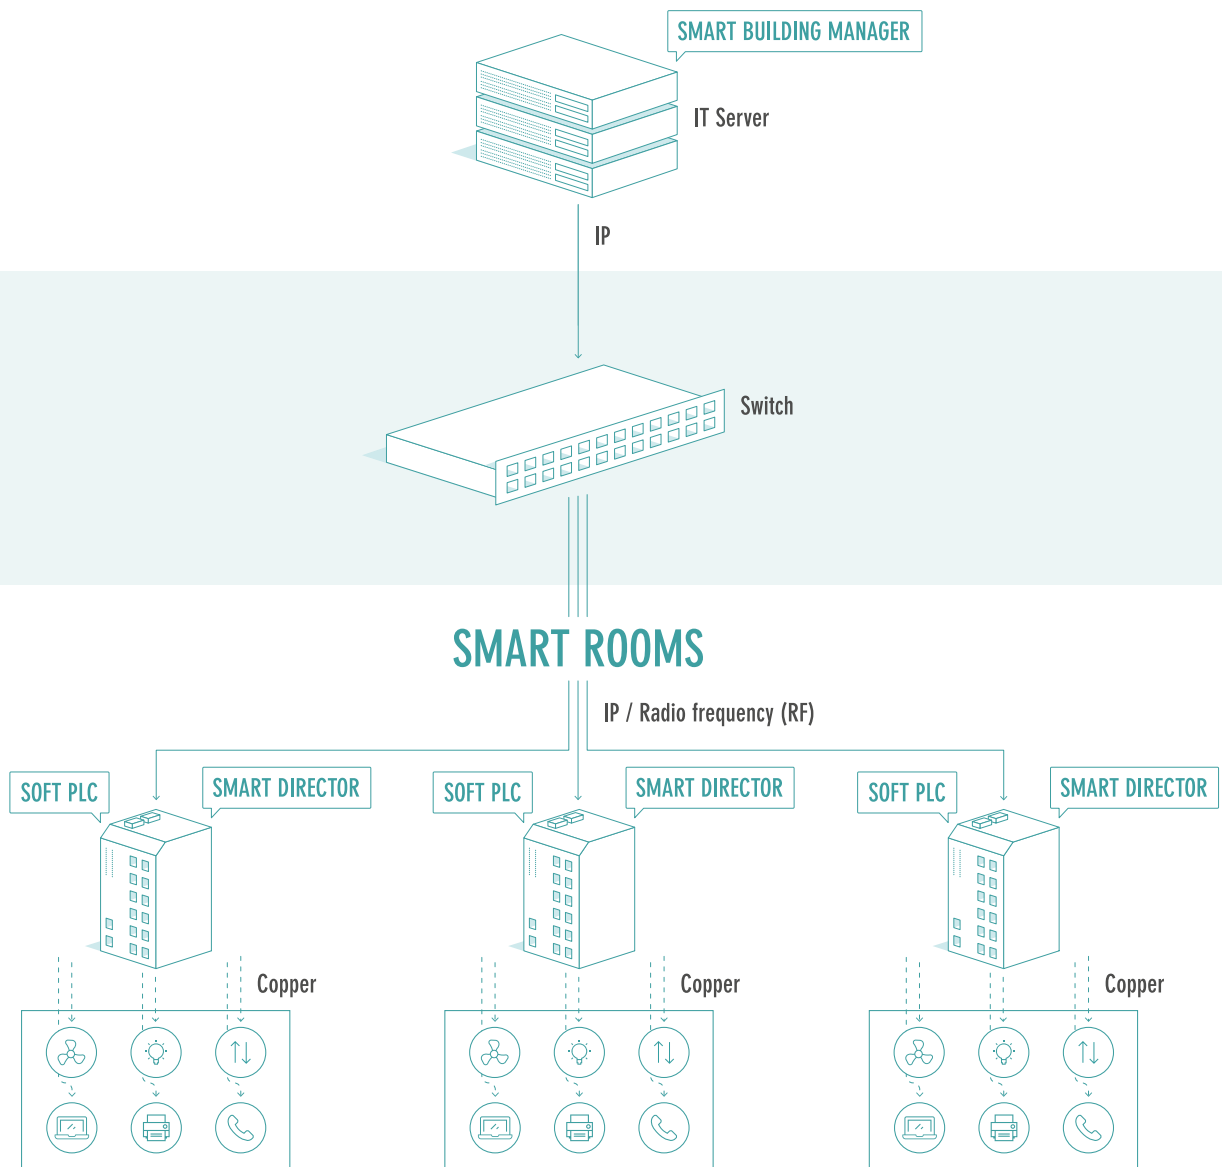 SMART BUILDING MANAGER
IT Server
IP
Switch
SMART ROOMS
IP / Radio frequency (RF)
SOFT PLC
SMART DIRECTOR
SOFT PLC
SMART DIRECTOR
SOFT PLC
SMART DIRECTOR
Copper
Copper
Copper